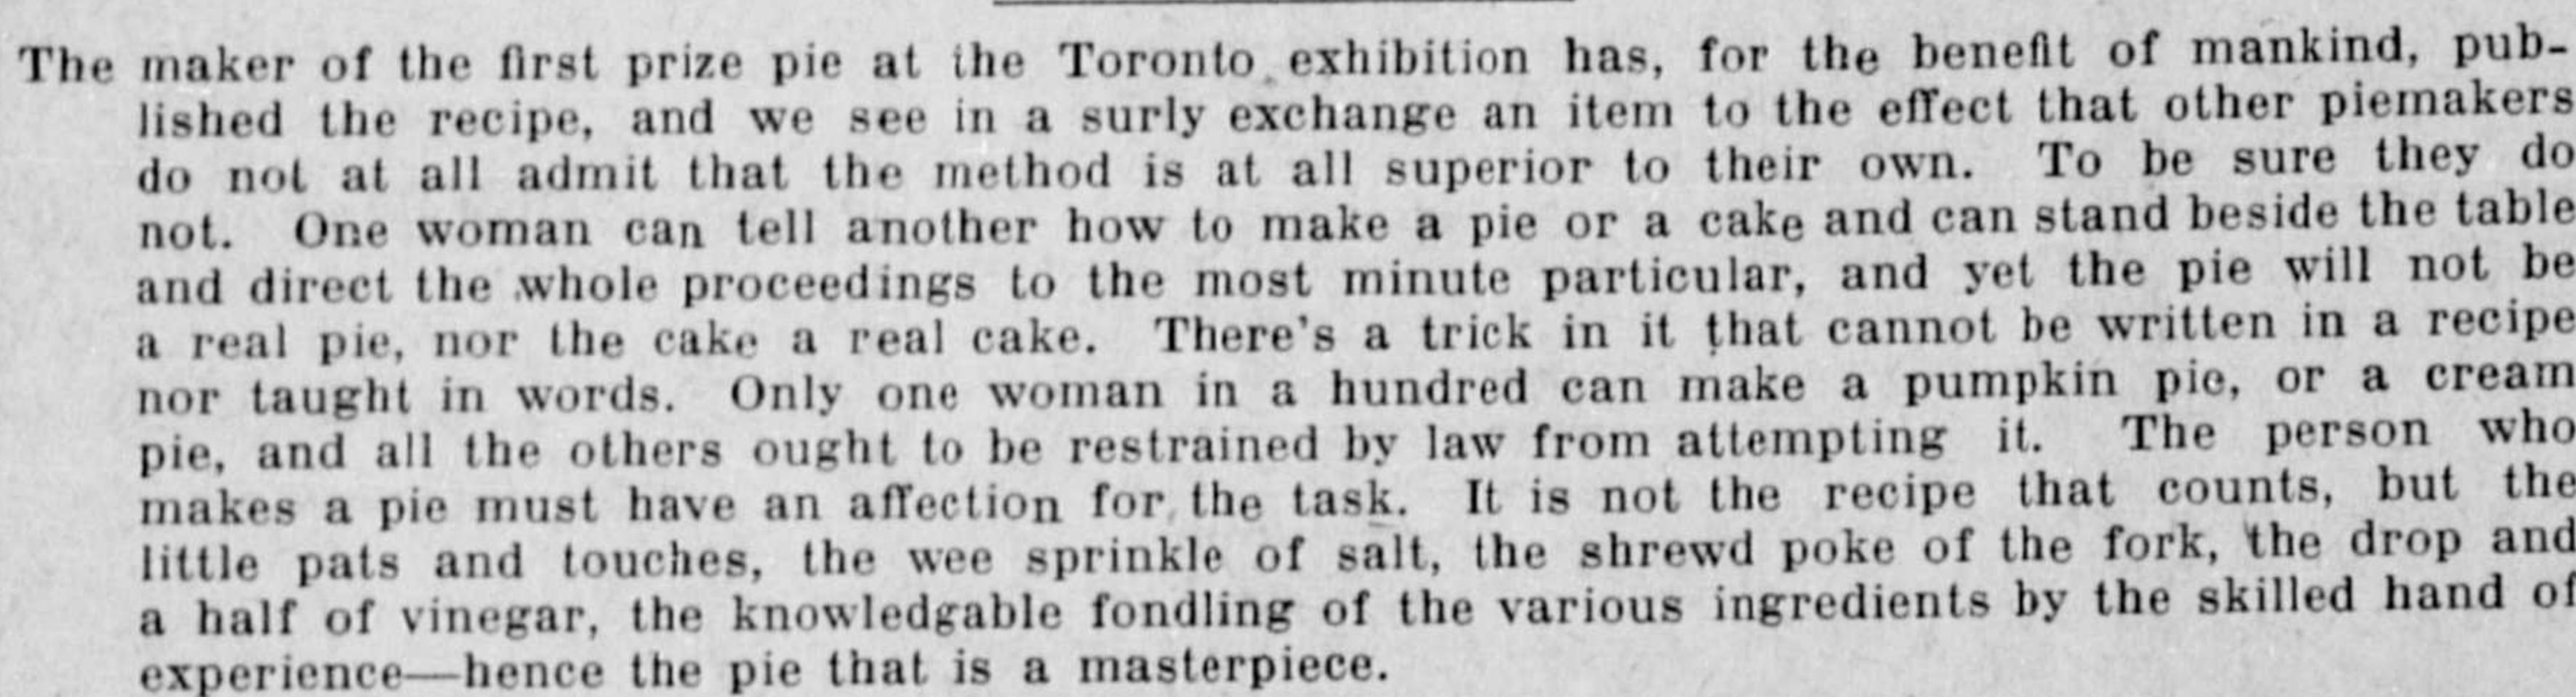 The maker of the first prize pie at the Toronto exhibition has, for the benefit of mankind, pub-
lished the recipe, and we see in a surly exchange an item to the effect that other piemakers
do not at all admit that the method is at all superior to their own. To be sure they do
not. One woman can tell another how to make a pie or a cake and can stand beside the table
and direct the whole proceedings to the most minute particular, and yet the pie will not be
a real pie, nor the cake a real cake. There's a trick in it that cannot be written in a recipe
nor taught in words. Only one woman in a hundred can make a pumpkin pie, or a cream
pie, and all the others ought to be restrained by law from attempting it. The person who
makes a pie must have an affection for the task. It is not the recipe that counts, but the
little pats and touches, the wee sprinkle of salt, the shrewd poke of the fork, the drop and
a half of vinegar, the knowledgable fondling of the various ingredients by the skilled hand of
experience—hence the pie that is a masterpiece.